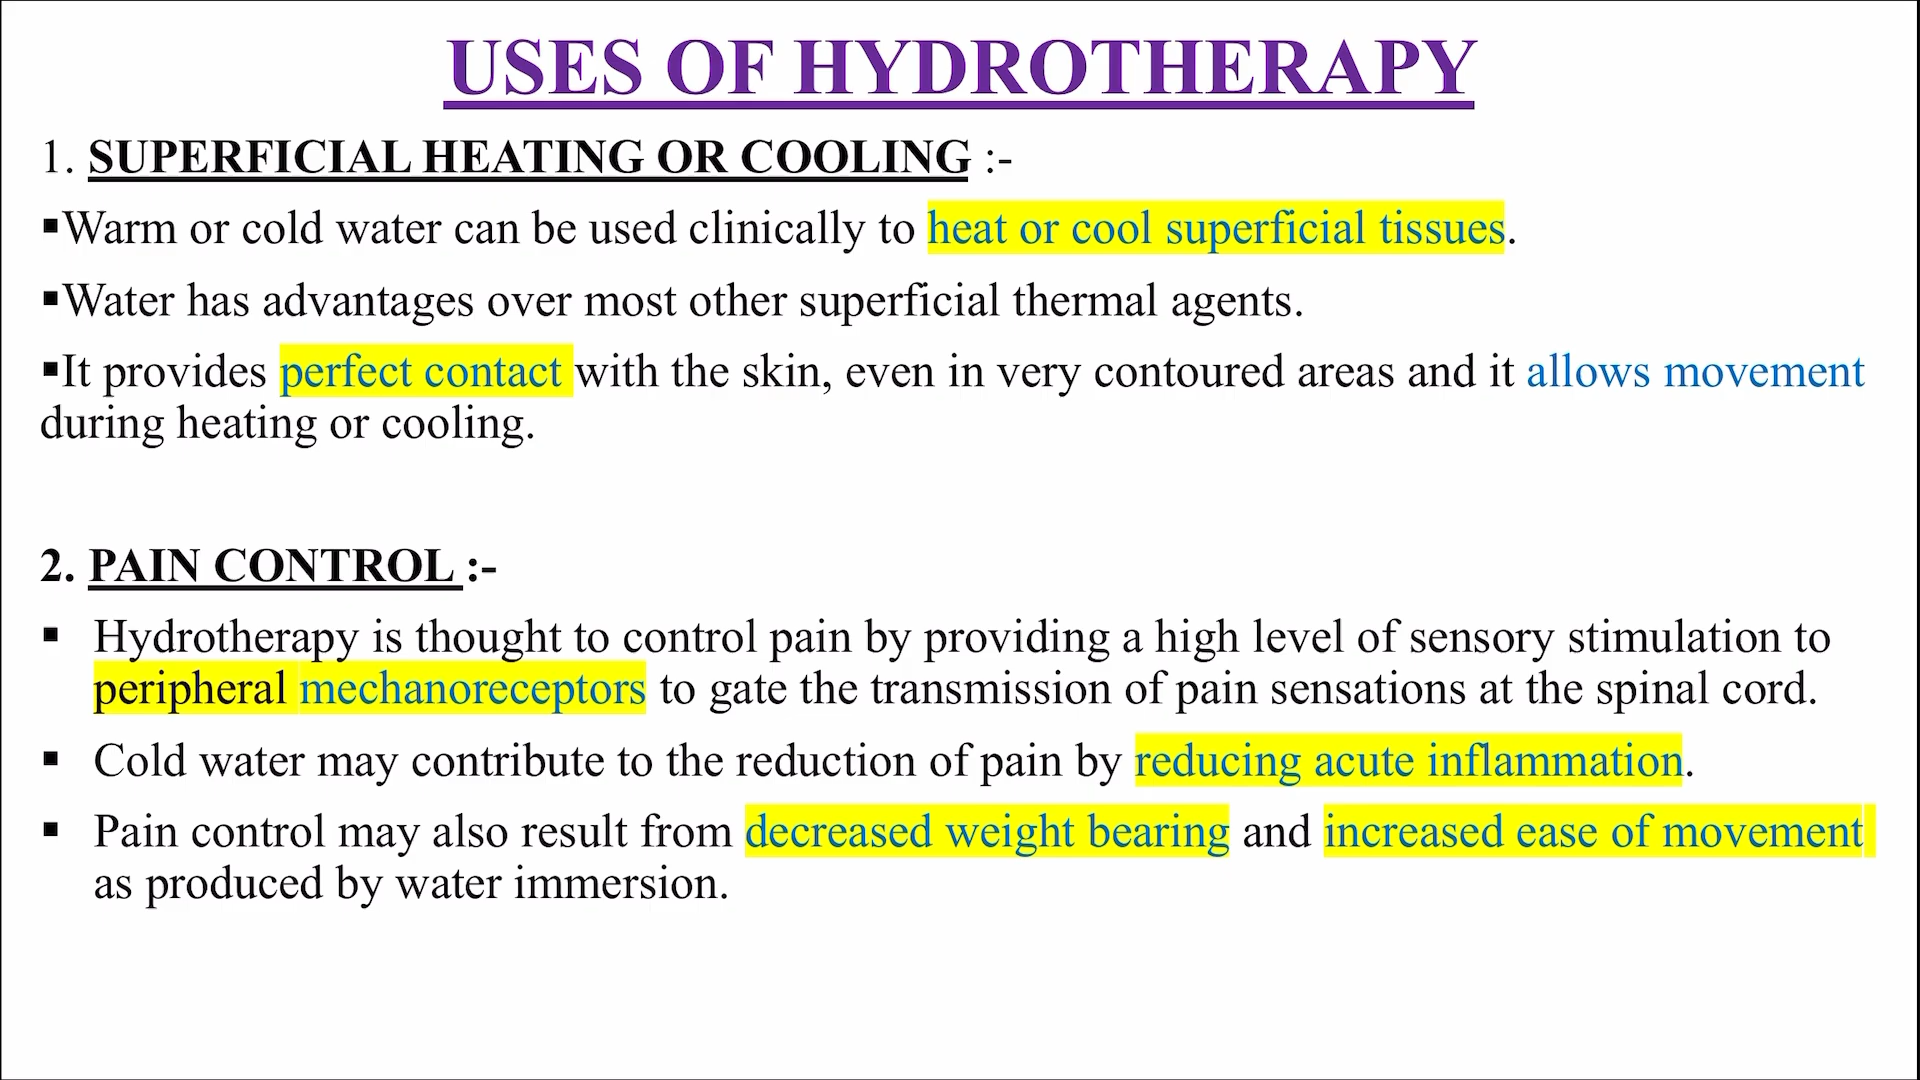 USES OF HYDROTHERAPY
1. SUPERFICIAL HEATING OR COOLING :-
▪Warm or cold water can be used clinically to heat or cool superficial tissues.
▪Water has advantages over most other superficial thermal agents.
▪It provides perfect contact with the skin, even in very contoured areas and it allows movement
during heating or cooling.
2. PAIN CONTROL :-
▪ Hydrotherapy is thought to control pain by providing a high level of sensory stimulation to
peripheral mechanoreceptors to gate the transmission of pain sensations at the spinal cord.
▪ Cold water may contribute to the reduction of pain by reducing acute inflammation.
▪ Pain control may also result from decreased weight bearing and increased ease of movement
as produced by water immersion.